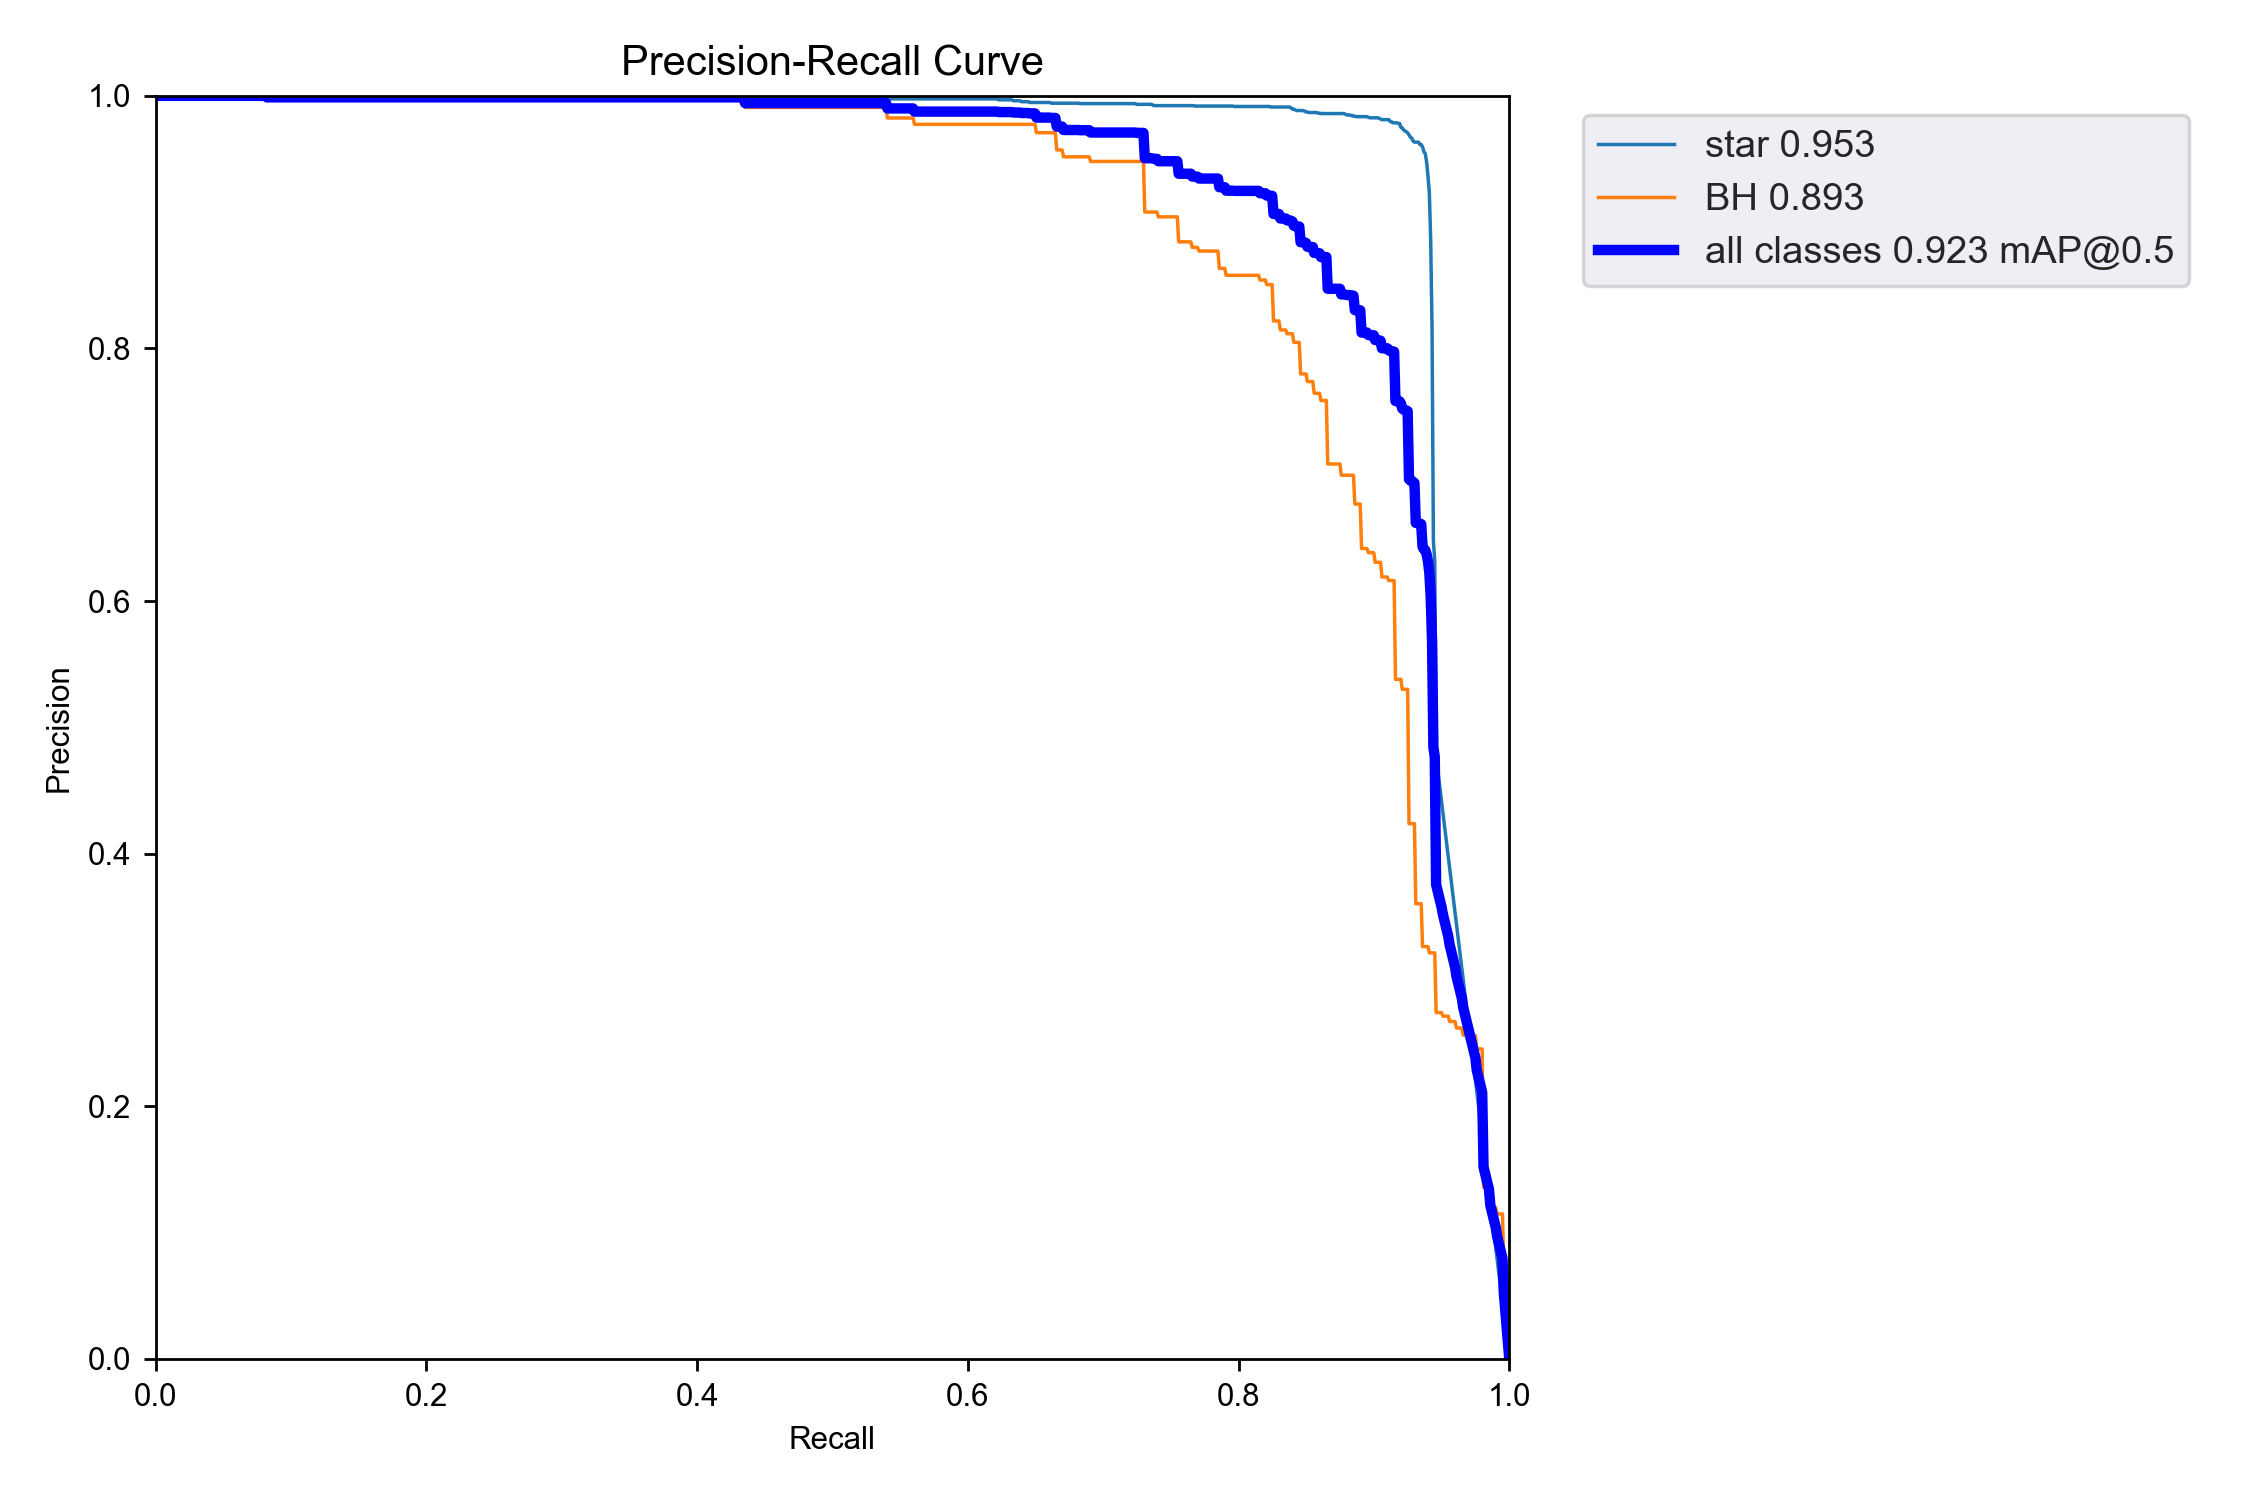 Precision-Recall Curve
1.0
0.8
0.6
0.4
0.2
0.0
Precision
0.0 0.2 0.4 0.6 0.8 1.0
Recall
star 0.953
BH 0.893
all classes 0.923 mAP@0.5